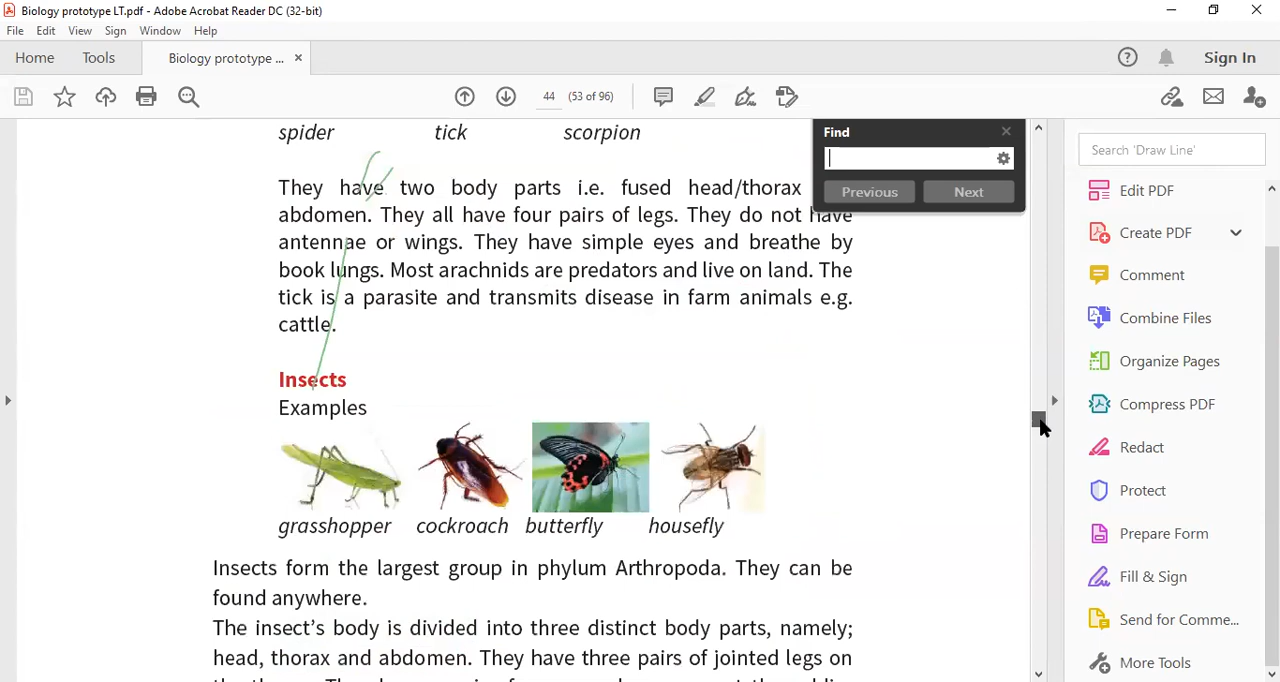 Biology prototype LT.pdf - Adobe Acrobat Reader DC (32-bit)
File Edit View Sign Window Help
Home Tools Biology prototype ... × Sign In
44 (53 of 96)
Find
Previous Next
spider tick scorpion
They have two body parts i.e. fused head/thorax
abdomen. They all have four pairs of legs. They do not have
antennae or wings. They have simple eyes and breathe by
book lungs. Most arachnids are predators and live on land. The
tick is a parasite and transmits disease in farm animals e.g.
cattle.
Insects
Examples
grasshopper cockroach butterfly housefly
Insects form the largest group in phylum Arthropoda. They can be
found anywhere.
The insect's body is divided into three distinct body parts, namely;
head, thorax and abdomen. They have three pairs of jointed legs on
Search 'Draw Line'
Edit PDF
Create PDF
Comment
Combine Files
Organize Pages
Compress PDF
Redact
Protect
Prepare Form
Fill & Sign
Send for Comme...
More Tools